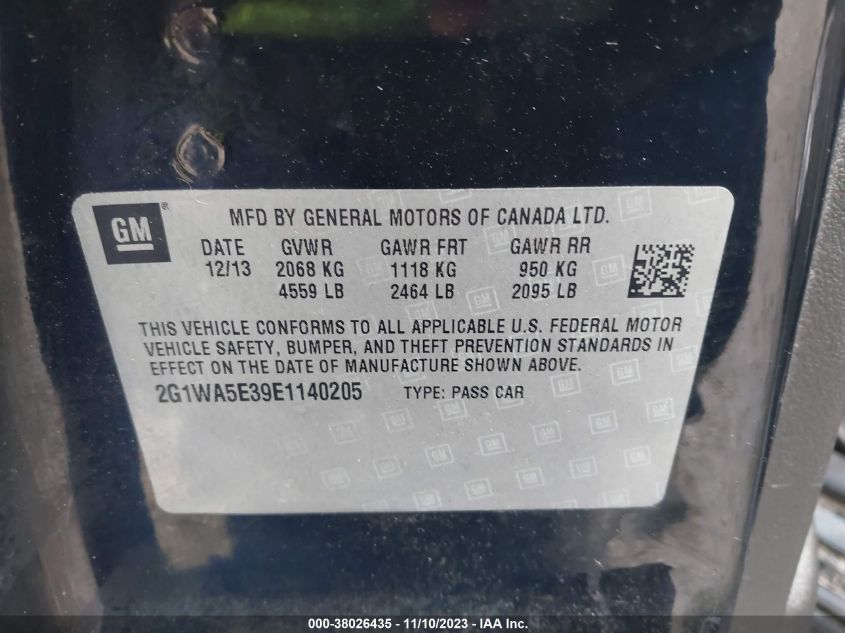 GM ®
MFD BY GENERAL MOTORS OF CANADA LTD.
DATE GVWR GAWR FRT GAWR RR
12/13 2068 KG 1118 KG 950 KG
4559 LB 2464 LB 2095 LB
THIS VEHICLE CONFORMS TO ALL APPLICABLE U.S. FEDERAL MOTOR
VEHICLE SAFETY, BUMPER, AND THEFT PREVENTION STANDARDS IN
EFFECT ON THE DATE OF MANUFACTURE SHOWN ABOVE.
2G1WA5E39E1140205 TYPE: PASS CAR
000-38026435 - 11/10/2023 - IAA Inc.